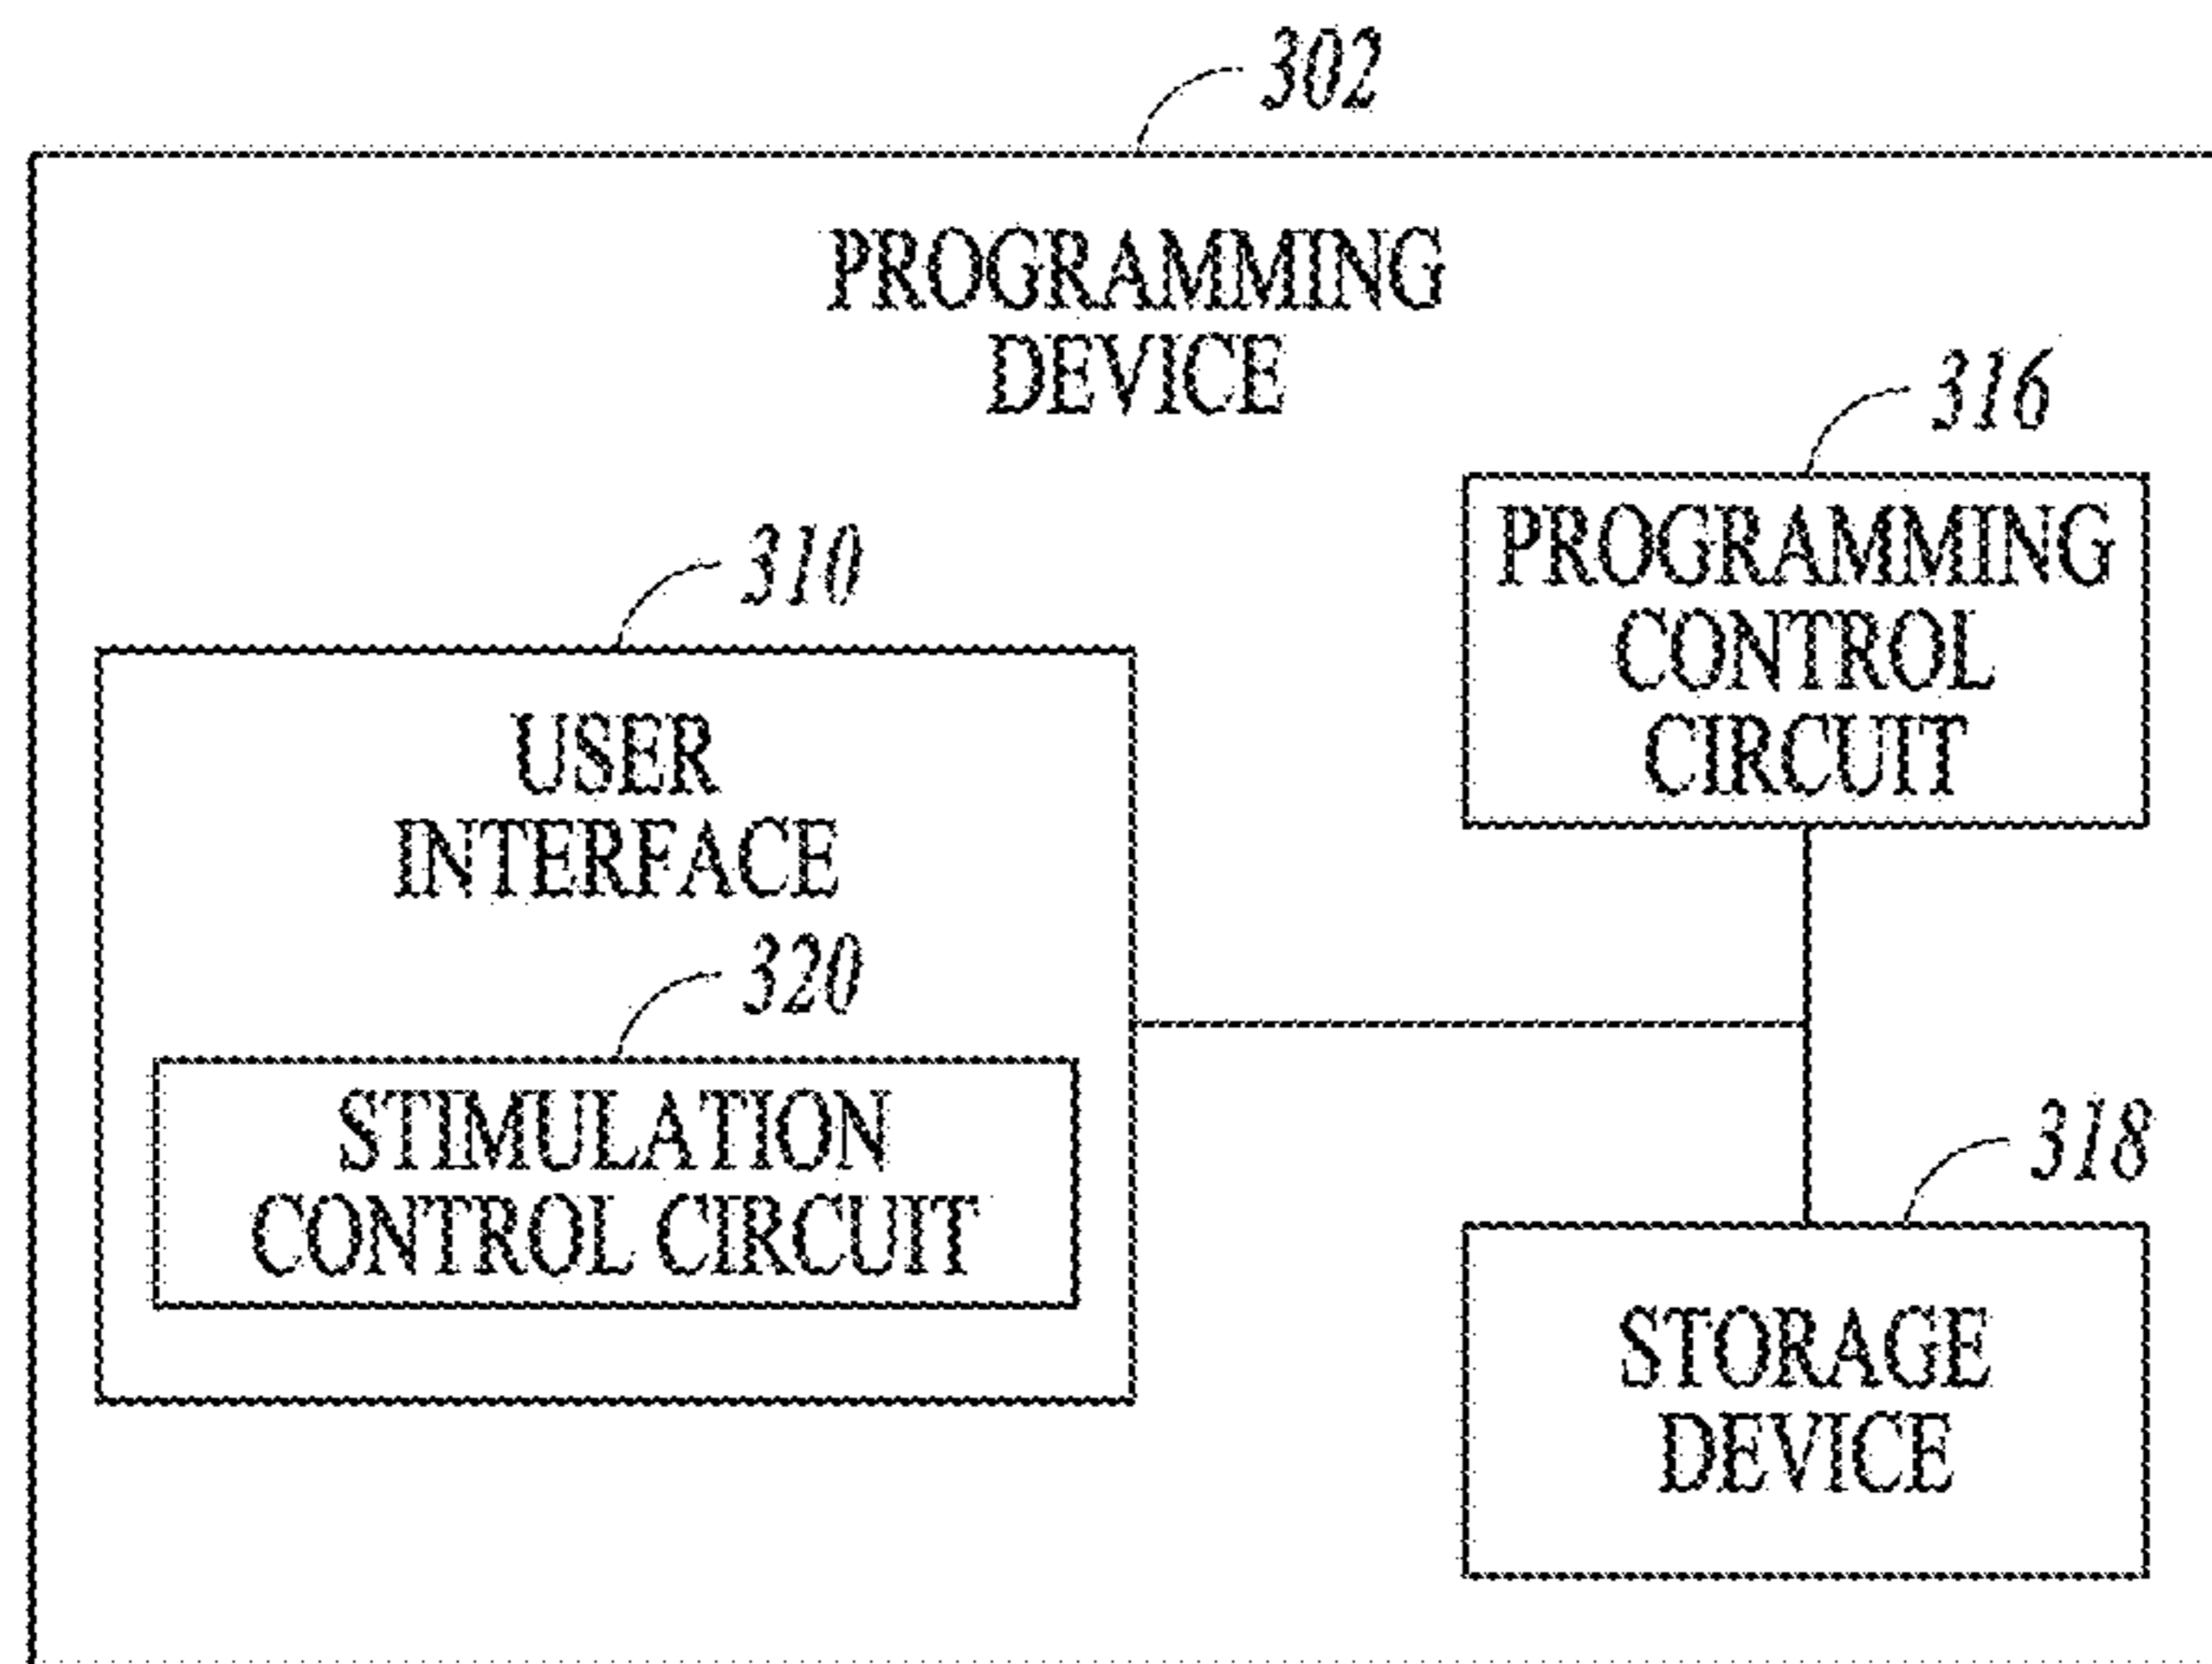 302
PROGRAMMING
DEVICE
316
PROGRAMMING
CONTROL
CIRCUIT
310
USER
INTERFACE
320
STIMULATION
CONTROL CIRCUIT
318
STORAGE
DEVICE